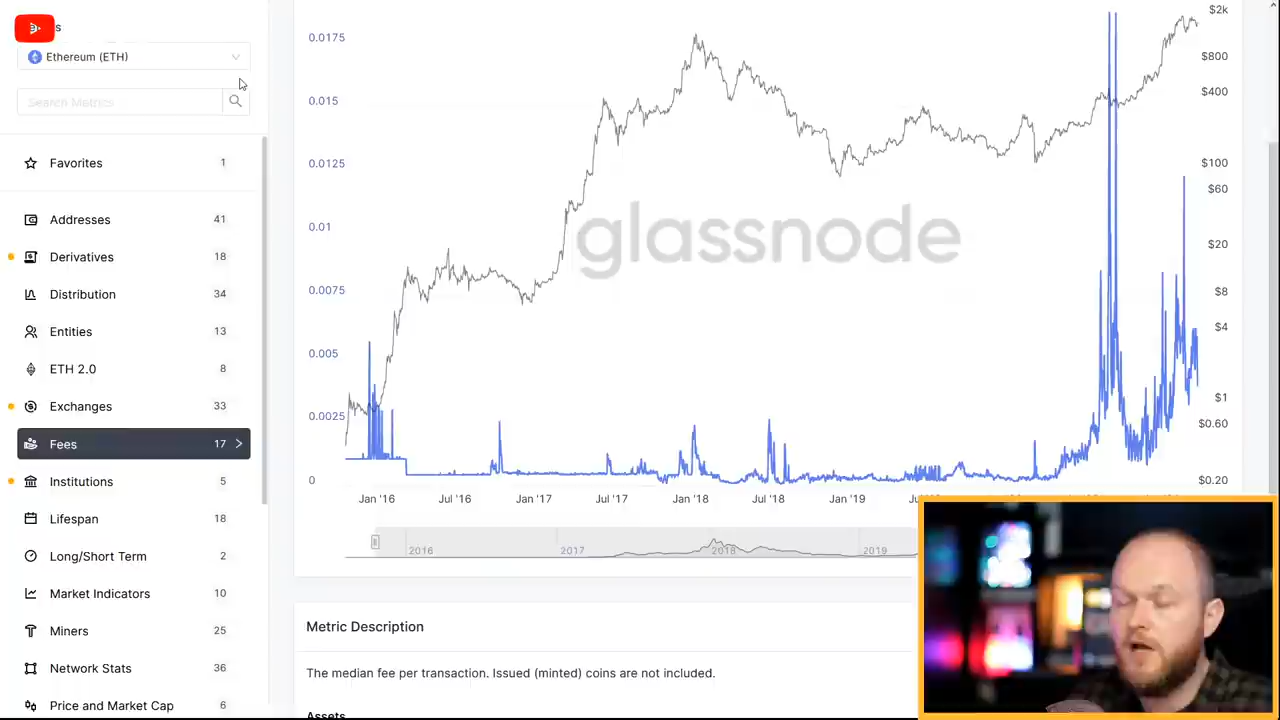 s
Ethereum (ETH)
Search Metrics
Favorites 1
Addresses 41
Derivatives 18
Distribution 34
Entities 13
ETH 2.0 8
Exchanges 33
Fees 17
Institutions 5
Lifespan 18
Long/Short Term 2
Market Indicators 10
Miners 25
Network Stats 36
Price and Market Cap 6
0.0175
0.015
0.0125
0.01
0.0075
0.005
0.0025
0
glassnode
$2k
$800
$400
$100
$60
$20
$8
$4
$1
$0.60
$0.20
Jan '16 Jul '16 Jan '17 Jul '17 Jan '18 Jul '18 Jan '19
2016 2017 2018 2019
Metric Description
The median fee per transaction. Issued (minted) coins are not included.
Assets